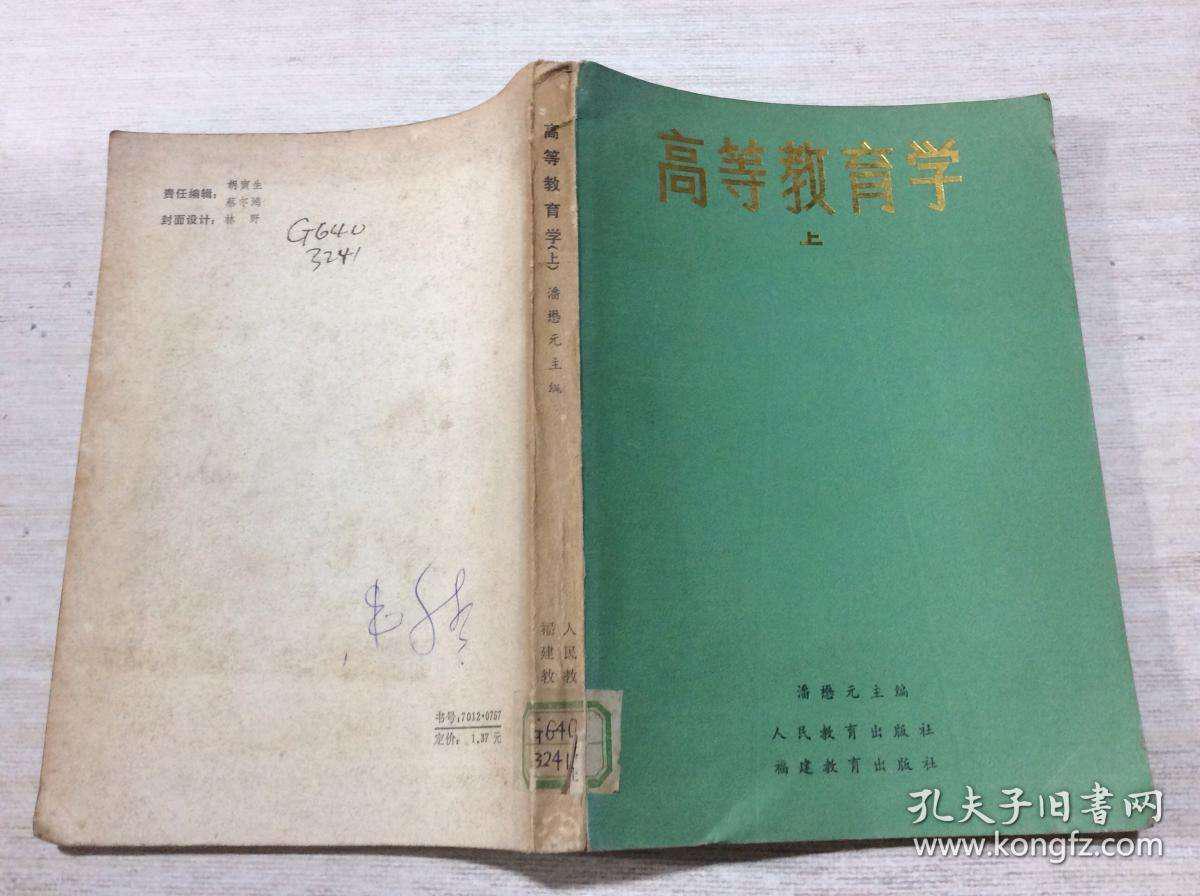 高等教育学
上
潘懋元主编
人民教育出版社
福建教育出版社
高等教育学(上)
潘懋元主编
人民教
福建教
G640
3241
责任编辑：胡寅生
蔡冬鸿
封面设计：林 野
G640
3241
书号：7012·0757
定价：1.37元
孔夫子旧书网
www.kongfz.com